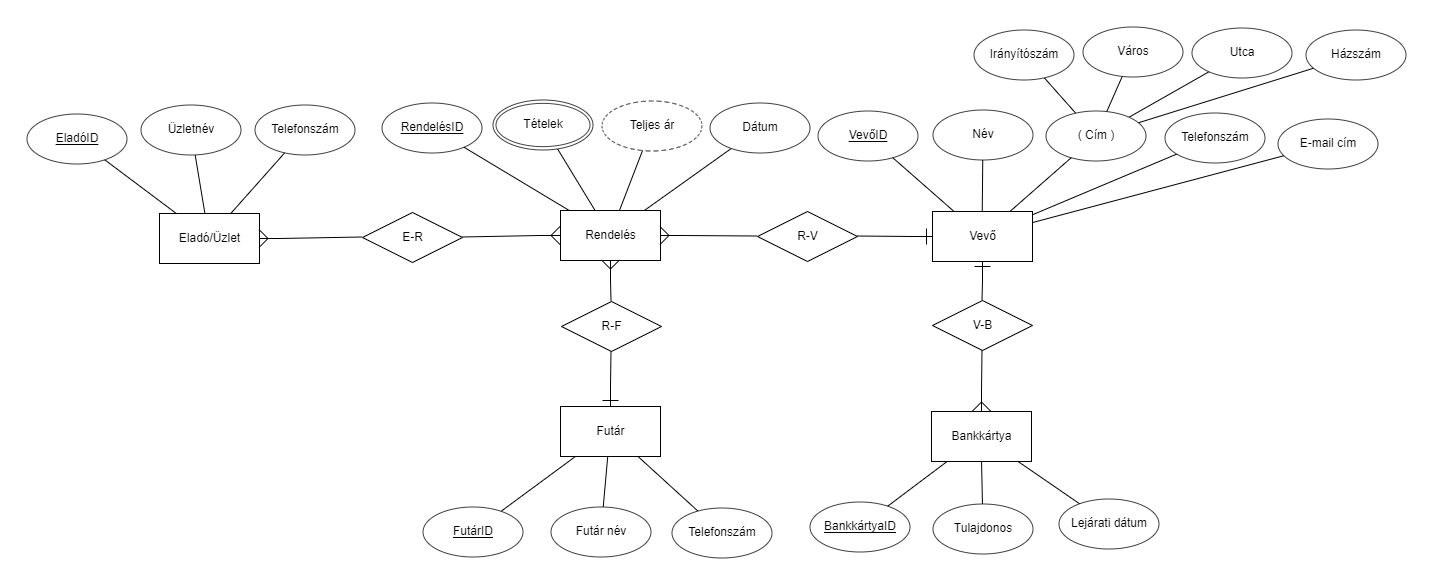 Irányítószám
Város
Utca
Házszám
EladóID
Üzletnév
Telefonszám
RendelésID
Tételek
Teljes ár
Dátum
VevőID
Név
( Cím )
Telefonszám
E-mail cím
Eladó/Üzlet
E-R
Rendelés
R-V
Vevő
R-F
V-B
Futár
Bankkártya
FutárID
Futár név
Telefonszám
BankkártyaID
Tulajdonos
Lejárati dátum